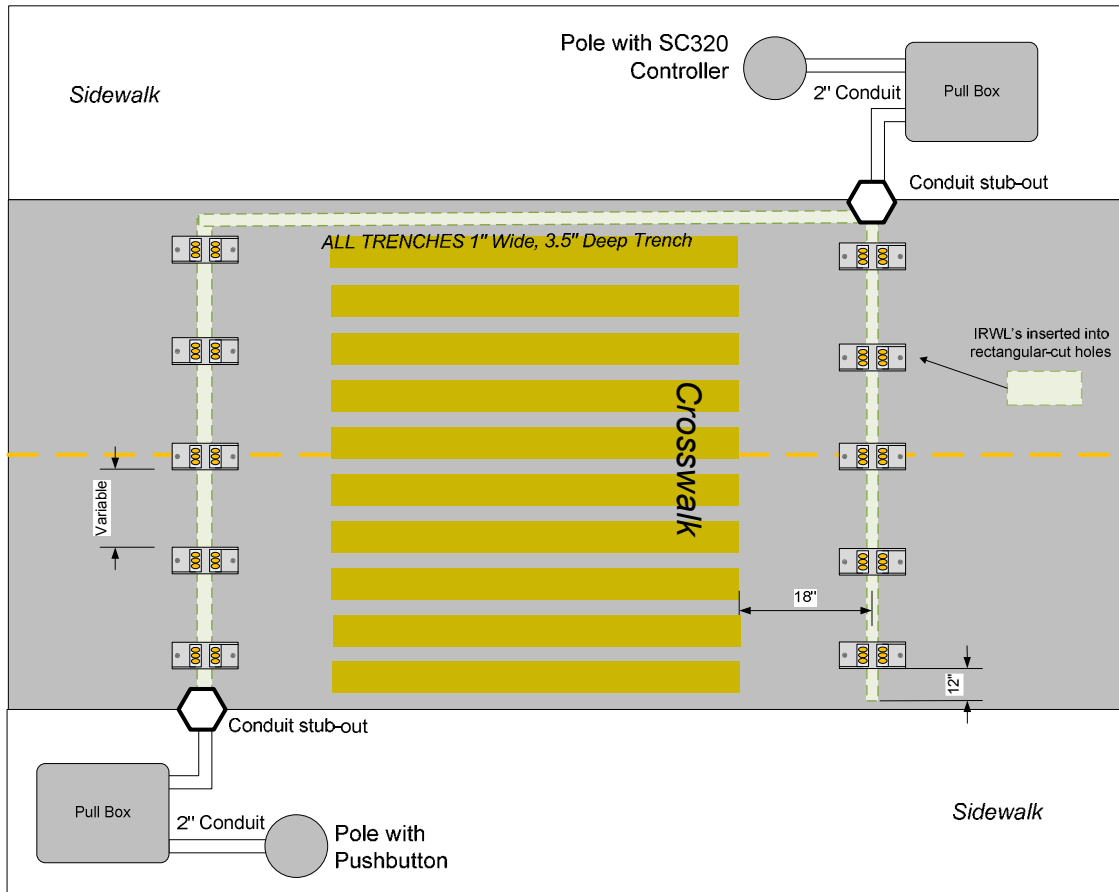 Pole with SC320
Controller
Sidewalk
2" Conduit
Pull Box
Conduit stub-out
ALL TRENCHES 1" Wide, 3.5" Deep Trench
IRWL's inserted into
rectangular-cut holes
Crosswalk
Variable
18"
12"
Conduit stub-out
Pull Box
2" Conduit
Pole with
Pushbutton
Sidewalk